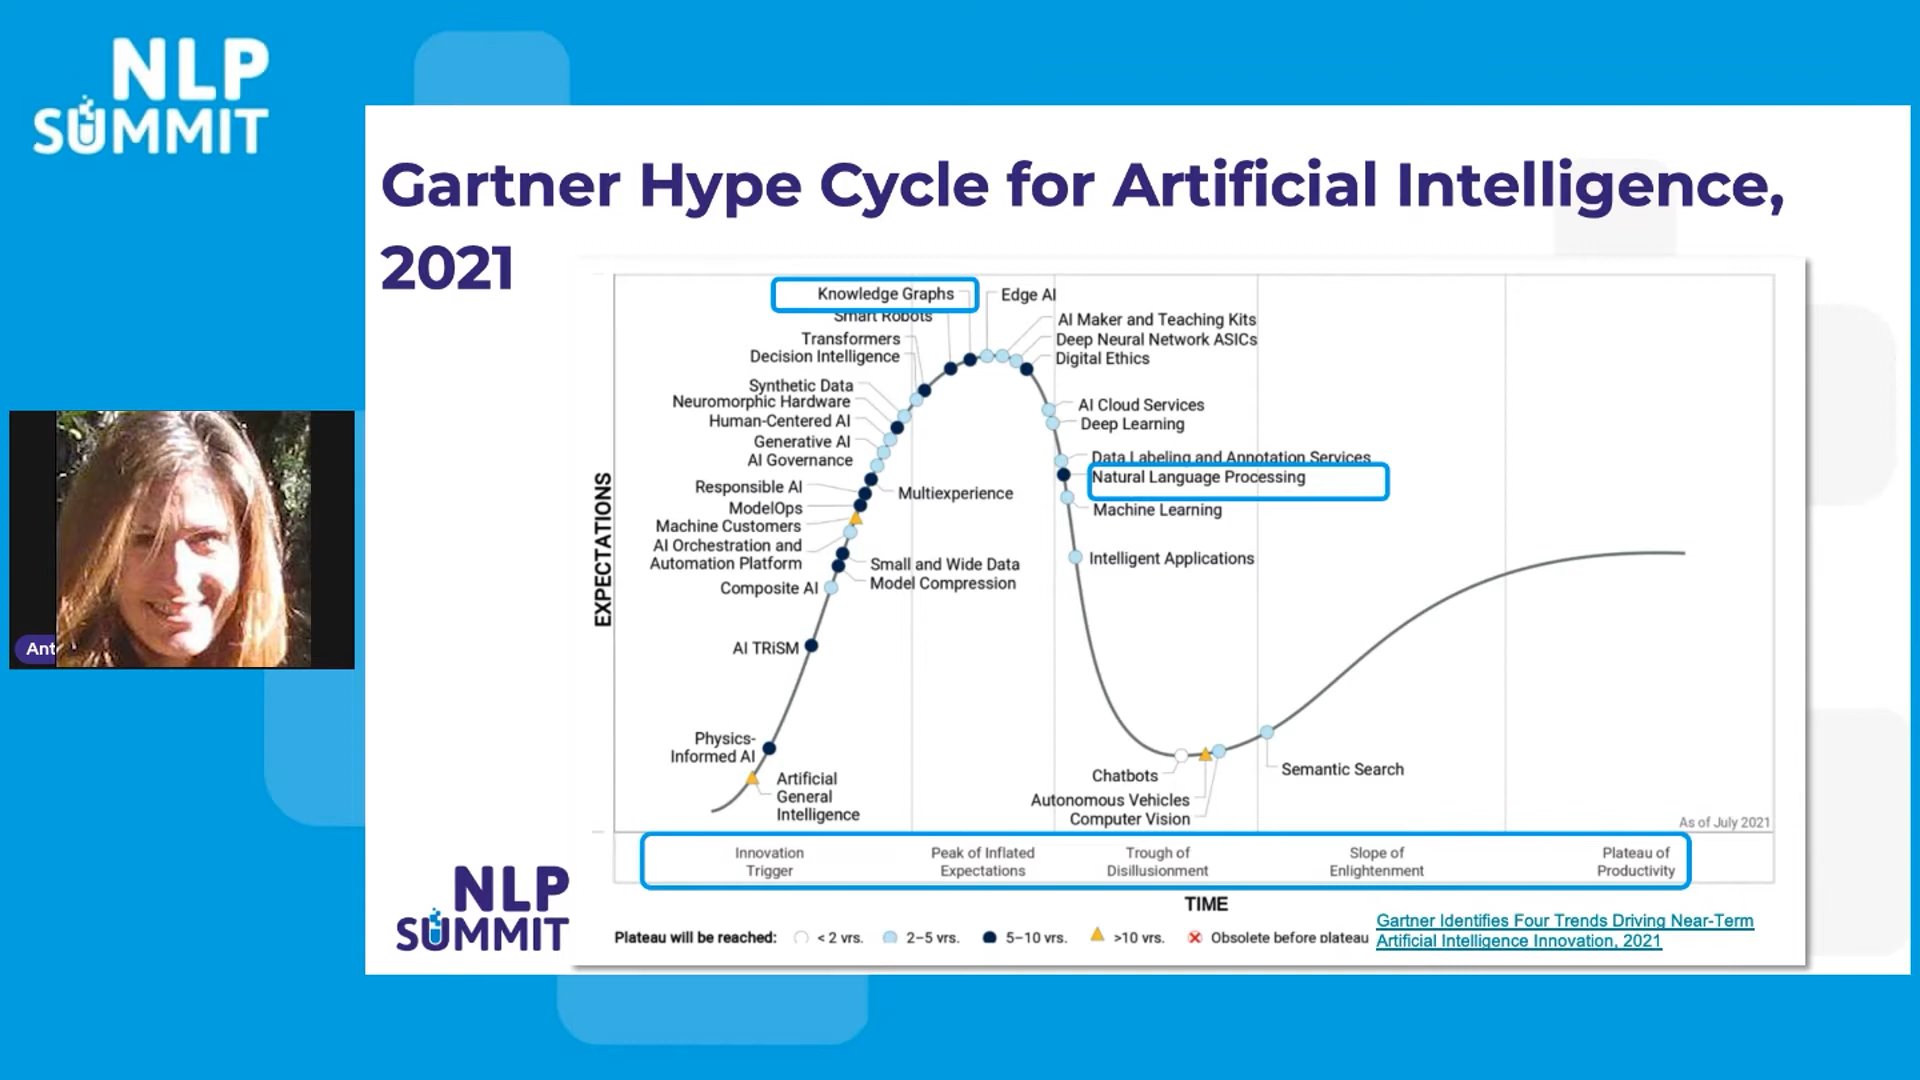 NLP
SUMMIT
Gartner Hype Cycle for Artificial Intelligence,
2021
Knowledge Graphs
Smart Robots
Transformers
Decision Intelligence
Synthetic Data
Neuromorphic Hardware
Human-Centered AI
Generative AI
AI Governance
Responsible AI
ModelOps
Machine Customers
AI Orchestration and
Automation Platform
Composite AI
AI TRiSM
Physics-
Informed AI
Artificial
General
Intelligence
Multiexperience
Small and Wide Data
Model Compression
Edge AI
AI Maker and Teaching Kits
Deep Neural Network ASICs
Digital Ethics
AI Cloud Services
Deep Learning
Data Labeling and Annotation Services
Natural Language Processing
Machine Learning
Intelligent Applications
Chatbots
Autonomous Vehicles
Computer Vision
Semantic Search
EXPECTATIONS
As of July 2021
Innovation
Trigger
Peak of Inflated
Expectations
Trough of
Disillusionment
Slope of
Enlightenment
Plateau of
Productivity
TIME
Plateau will be reached: < 2 yrs. 2–5 yrs. 5–10 yrs. >10 yrs. Obsolete before plateau
Gartner Identifies Four Trends Driving Near-Term
Artificial Intelligence Innovation, 2021
NLP
SUMMIT
Ant